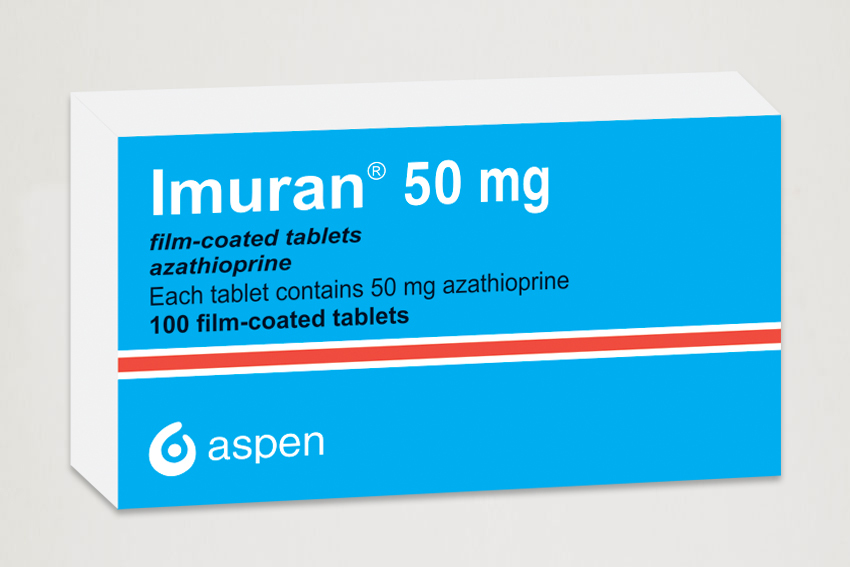 Imuran® 50 mg
film-coated tablets
azathioprine
Each tablet contains 50 mg azathioprine
100 film-coated tablets
aspen